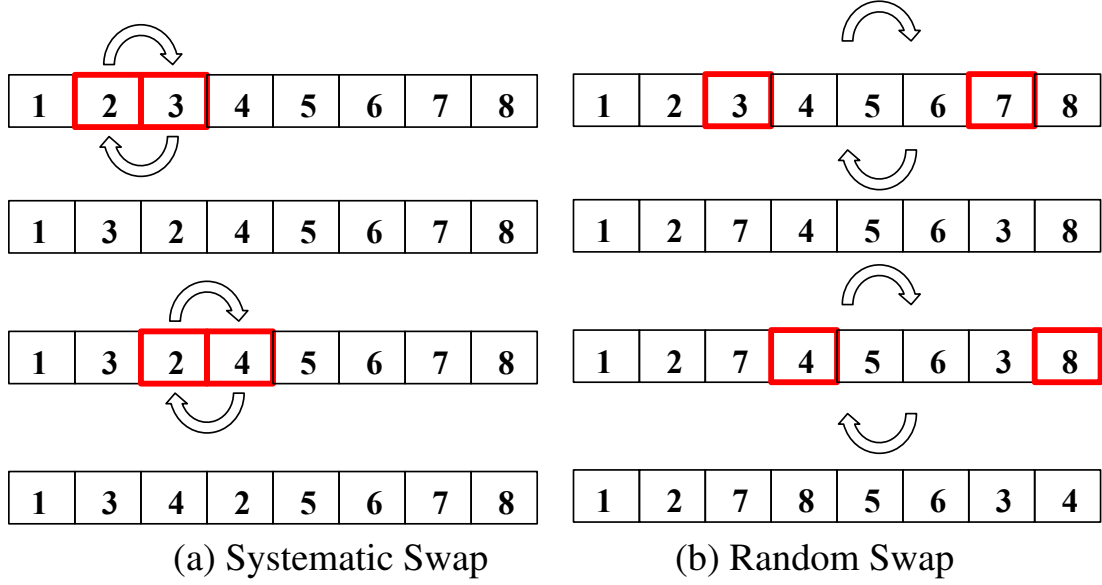 1 2 3 4 5 6 7 8
1 3 2 4 5 6 7 8
1 3 2 4 5 6 7 8
1 3 4 2 5 6 7 8
(a) Systematic Swap
1 2 3 4 5 6 7 8
1 2 7 4 5 6 3 8
1 2 7 4 5 6 3 8
1 2 7 8 5 6 3 4
(b) Random Swap